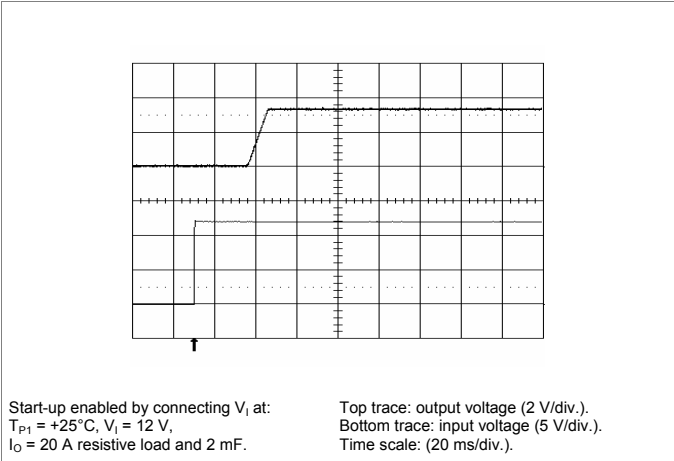 Start-up enabled by connecting VI at:
TP1 = +25°C, VI = 12 V,
IO = 20 A resistive load and 2 mF.
Top trace: output voltage (2 V/div.).
Bottom trace: input voltage (5 V/div.).
Time scale: (20 ms/div.).